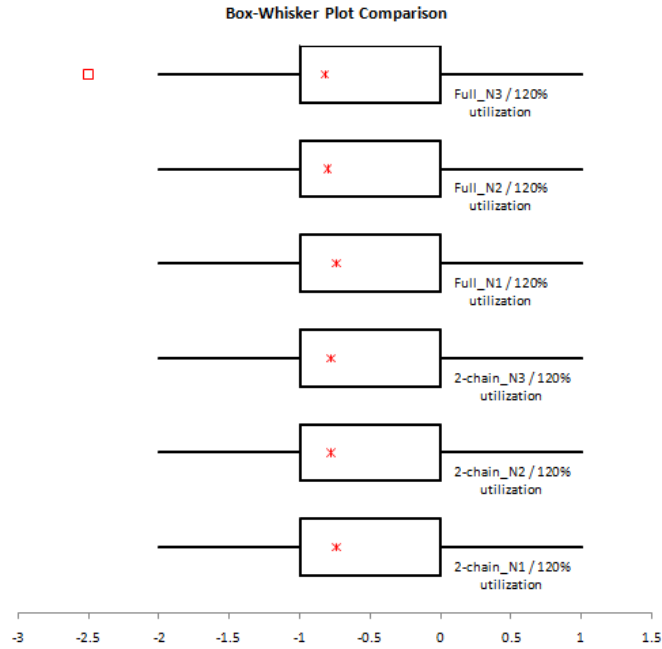 Box-Whisker Plot Comparison
Full_N3 / 120%
utilization
Full_N2 / 120%
utilization
Full_N1 / 120%
utilization
2-chain_N3 / 120%
utilization
2-chain_N2 / 120%
utilization
2-chain_N1 / 120%
utilization
-3 -2.5 -2 -1.5 -1 -0.5 0 0.5 1 1.5